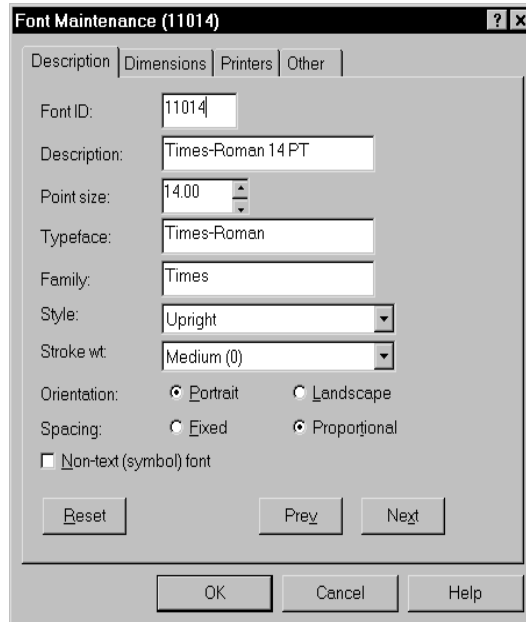 Font Maintenance (11014) ? X
Description Dimensions Printers Other
Font ID: 11014
Description: Times-Roman 14 PT
Point size: 14.00
Typeface: Times-Roman
Family: Times
Style: Upright
Stroke wt: Medium (0)
Orientation: Portrait Landscape
Spacing: Fixed Proportional
Non-text (symbol) font
Reset Prev Next
OK Cancel Help